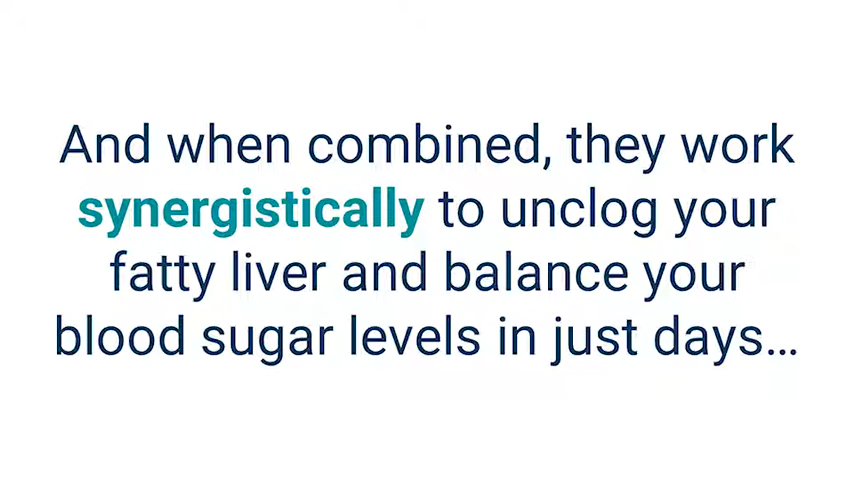 And when combined, they work
synergistically to unclog your
fatty liver and balance your
blood sugar levels in just days...